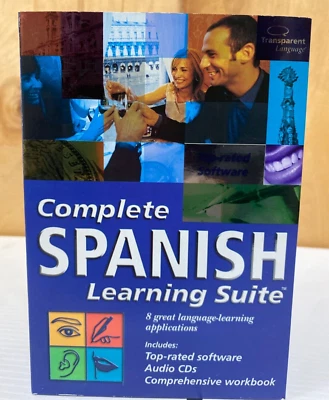 Transparent
Language®
Top-rated
Software
Complete
SPANISH
Learning Suite™
8 great language-learning
applications
Includes:
Top-rated software
Audio CDs
Comprehensive workbook